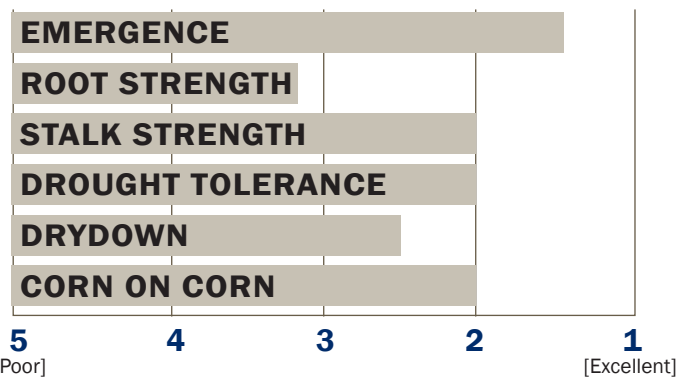 EMERGENCE
ROOT STRENGTH
STALK STRENGTH
DROUGHT TOLERANCE
DRYDOWN
CORN ON CORN
5 4 3 2 1
Poor] [Excellent]